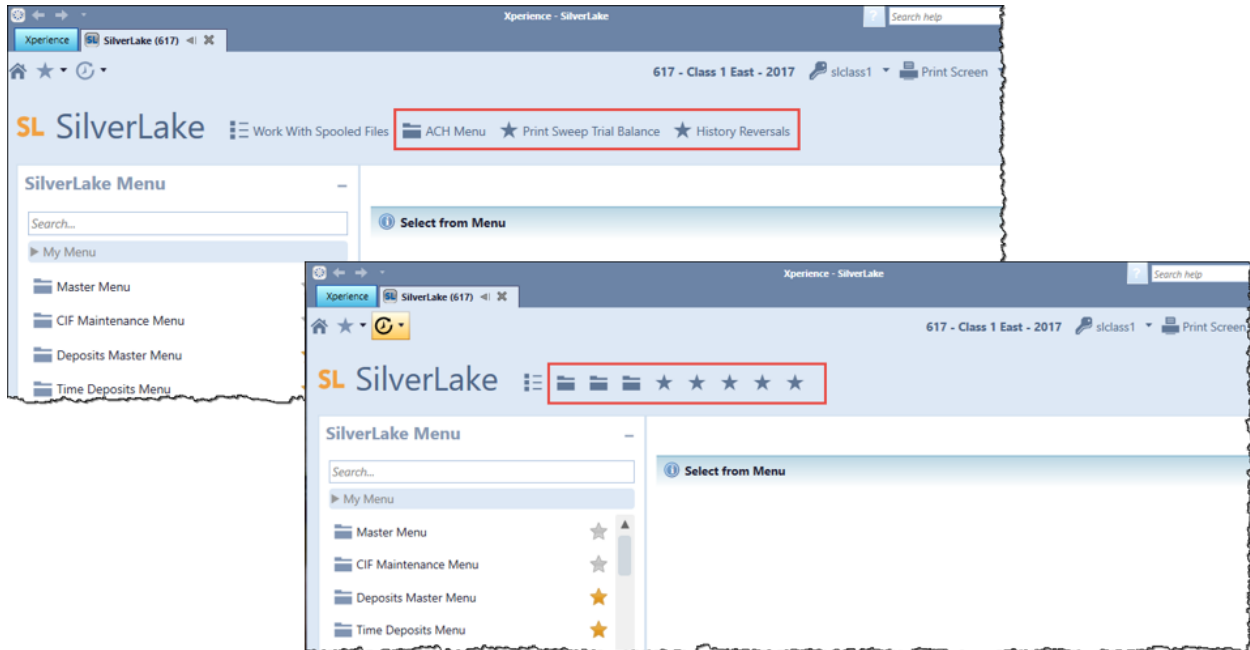 Xperience - SilverLake
? Search help
Xperience SL SilverLake (617)
617 - Class 1 East - 2017 slclass1 Print Screen
SL SilverLake Work With Spooled Files ACH Menu Print Sweep Trial Balance History Reversals
SilverLake Menu
Search...
Select from Menu
My Menu
Master Menu
CIF Maintenance Menu
Deposits Master Menu
Time Deposits Menu
Xperience - SilverLake
? Search help
Xperience SL SilverLake (617)
617 - Class 1 East - 2017 slclass1 Print Screen
SL SilverLake
SilverLake Menu
Search...
Select from Menu
My Menu
Master Menu
CIF Maintenance Menu
Deposits Master Menu
Time Deposits Menu